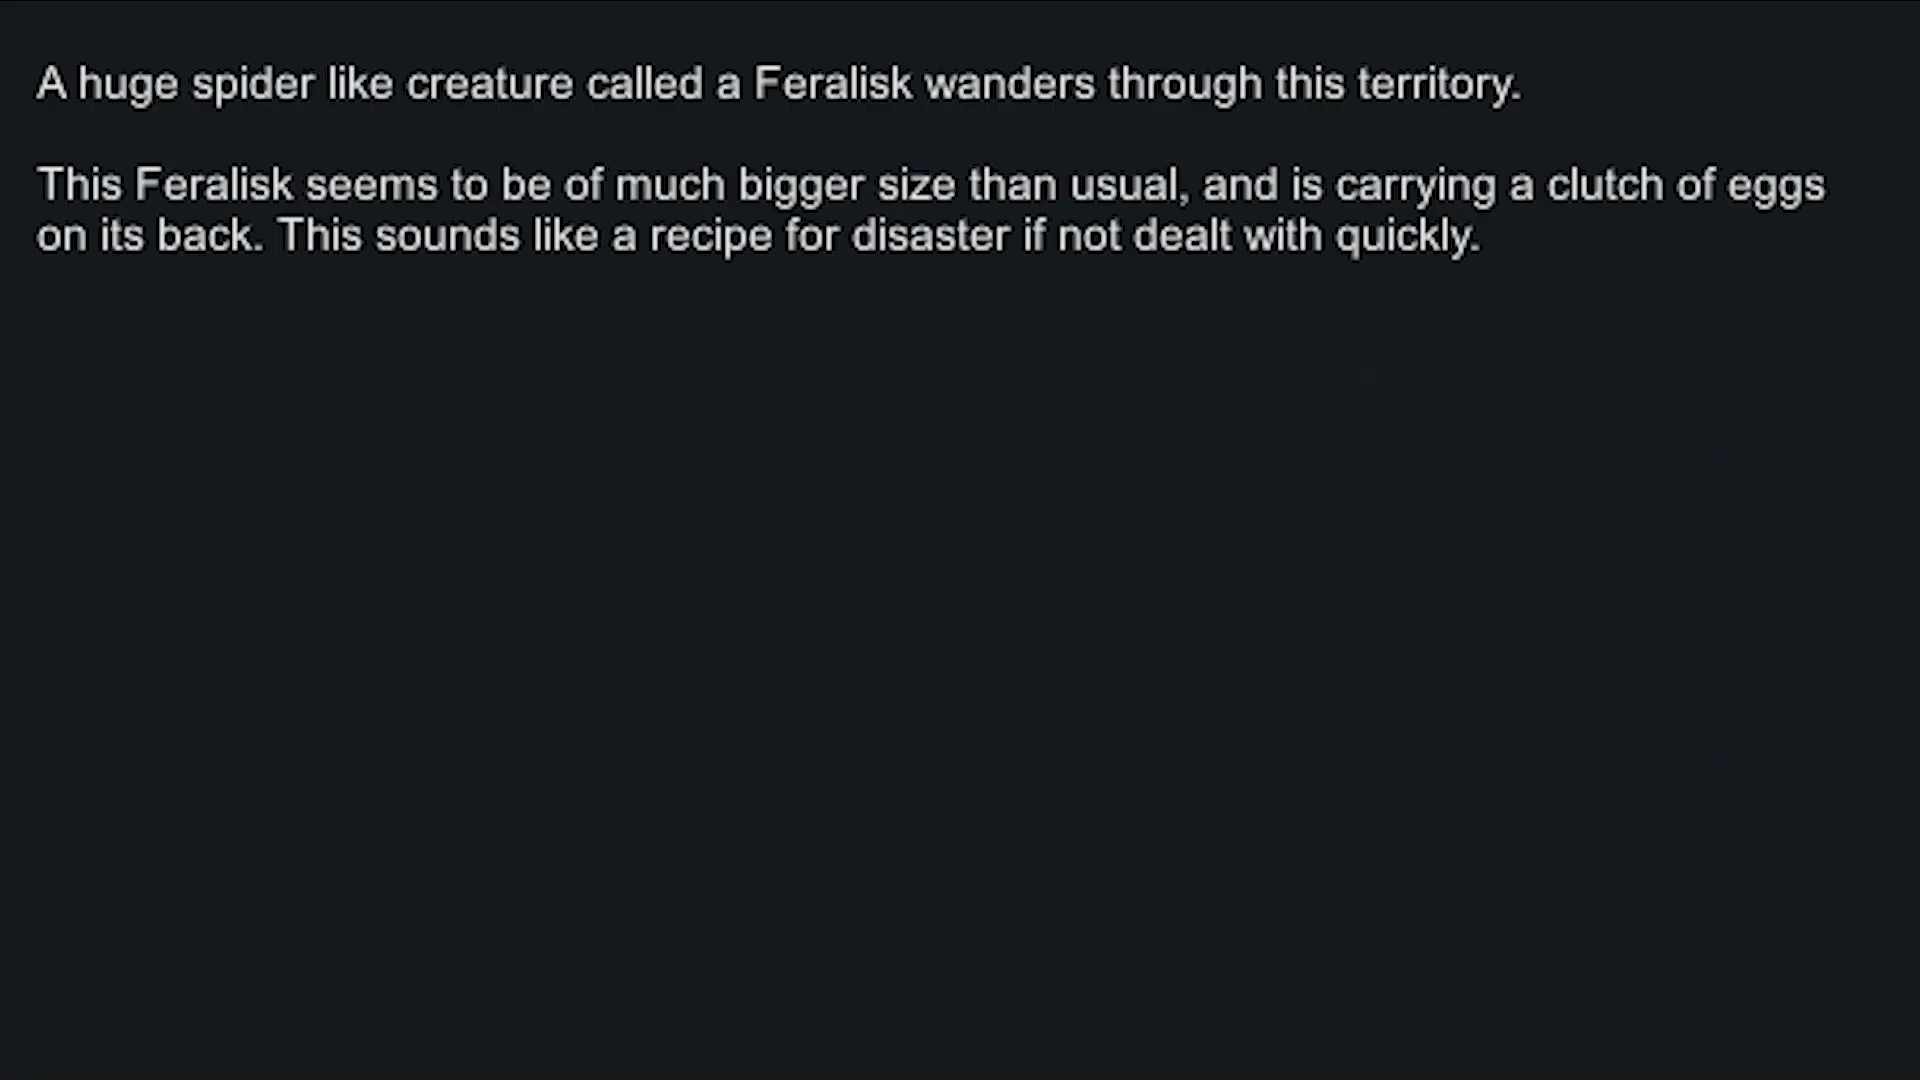 A huge spider like creature called a Feralisk wanders through this territory.
This Feralisk seems to be of much bigger size than usual, and is carrying a clutch of eggs
on its back. This sounds like a recipe for disaster if not dealt with quickly.